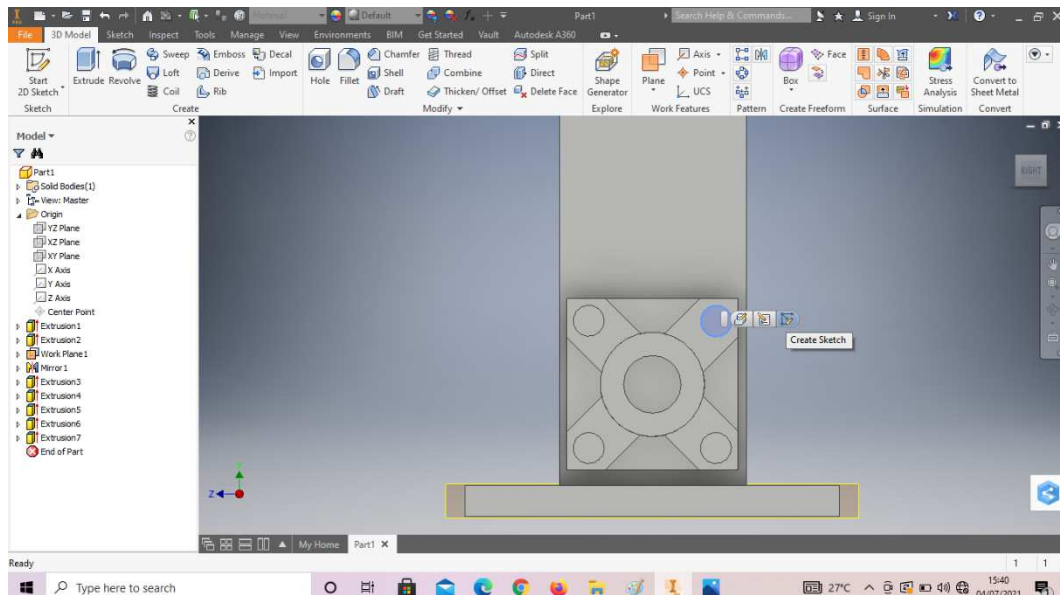 Material Default Part1 Search Help & Commands... Sign In
File 3D Model Sketch Inspect Tools Manage View Environments BIM Get Started Vault Autodesk A360
Start 2D Sketch Extrude Revolve Sweep Emboss Decal Hole Fillet Chamfer Thread Split Shape Generator Plane Axis Box Face Stress Analysis Convert to Sheet Metal
Loft Derive Import Shell Combine Direct Point
Coil Rib Draft Thicken/ Offset Delete Face UCS
Sketch Create Modify Explore Work Features Pattern Create Freeform Surface Simulation Convert
Model
Part1
Solid Bodies(1)
View: Master
Origin
YZ Plane
XZ Plane
XY Plane
X Axis
Y Axis
Z Axis
Center Point
Extrusion1
Extrusion2
Work Plane1
Mirror1
Extrusion3
Extrusion4
Extrusion5
Extrusion6
Extrusion7
End of Part
RIGHT
Create Sketch
Y
Z
My Home Part1
Ready 1 1
Type here to search 27°C 15:40
04/07/2021